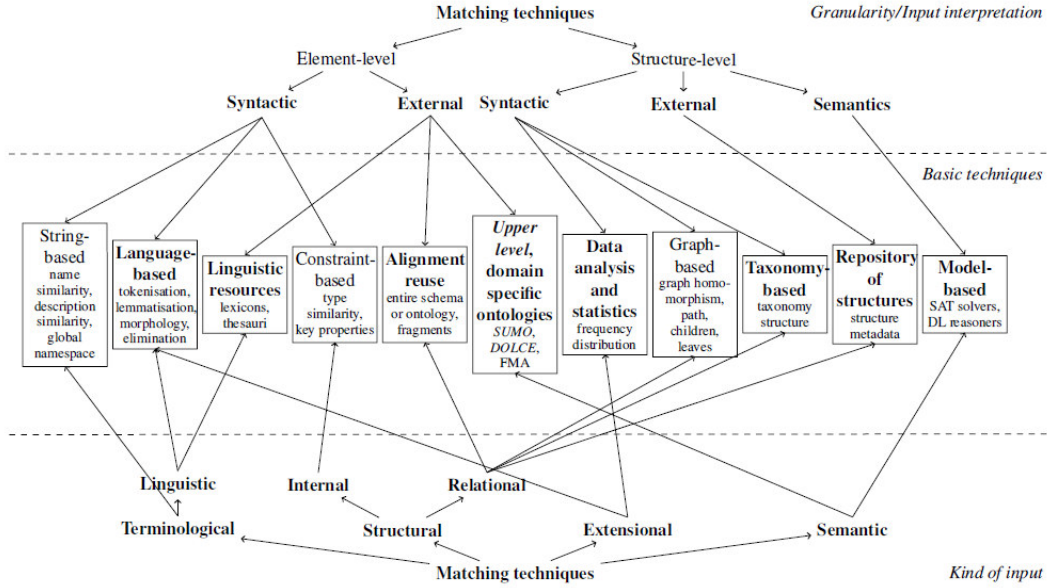 Matching techniques
Granularity/Input interpretation
Element-level
Structure-level
Syntactic
External
Syntactic
External
Semantics
Basic techniques
String-
based
name
similarity,
description
similarity,
global
namespace
Language-
based
tokenisation,
lemmatisation,
morphology,
elimination
Linguistic
resources
lexicons,
thesauri
Constraint-
based
type
similarity,
key properties
Alignment
reuse
entire schema
or ontology,
fragments
Upper
level,
domain
specific
ontologies
SUMO,
DOLCE,
FMA
Data
analysis
and
statistics
frequency
distribution
Graph-
based
graph homo-
morphism,
path,
children,
leaves
Taxonomy-
based
taxonomy
structure
Repository
of
structures
structure
metadata
Model-
based
SAT solvers,
DL reasoners
Linguistic
Internal
Relational
Terminological
Structural
Extensional
Semantic
Matching techniques
Kind of input